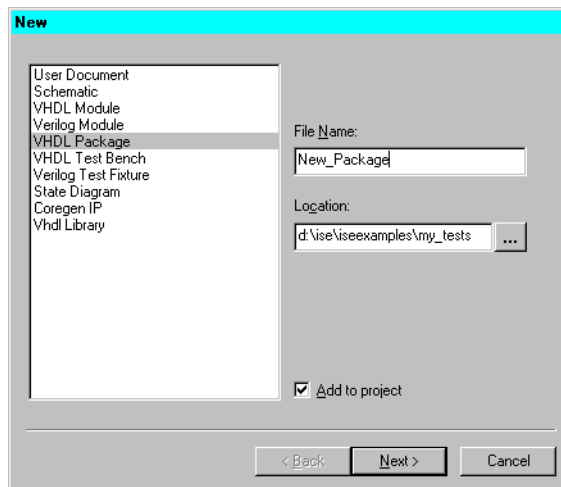 New
User Document
Schematic
VHDL Module
Verilog Module
VHDL Package
VHDL Test Bench
Verilog Test Fixture
State Diagram
Coregen IP
Vhdl Library
File Name:
New_Package
Location:
d:\ise\iseexamples\my_tests
...
Add to project
< Back
Next >
Cancel